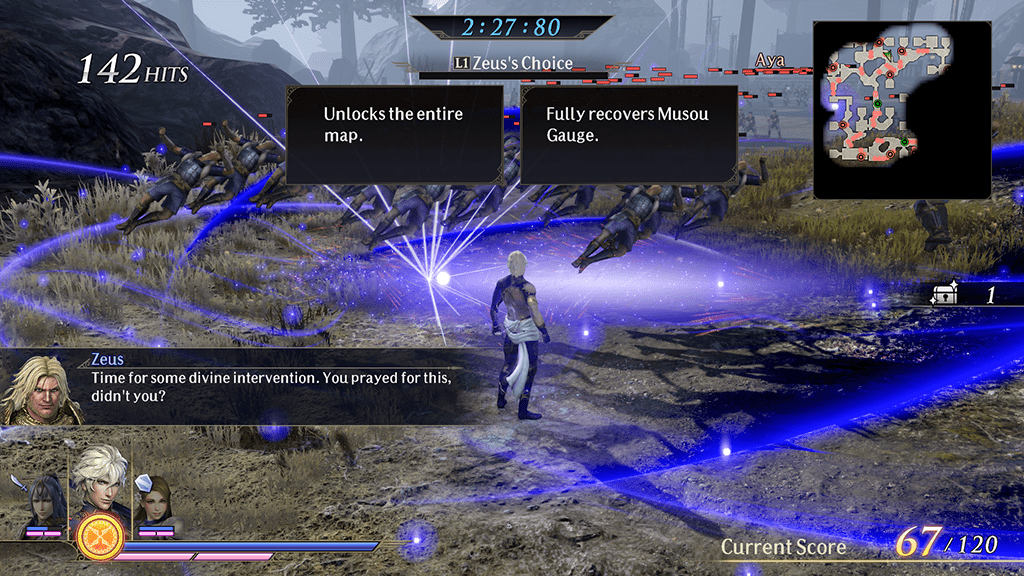 2:27:80
142 HITS
L1 Zeus's Choice
Aya
Unlocks the entire
map.
Fully recovers Musou
Gauge.
1
Zeus
Time for some divine intervention. You prayed for this,
didn't you?
Current Score 67/120